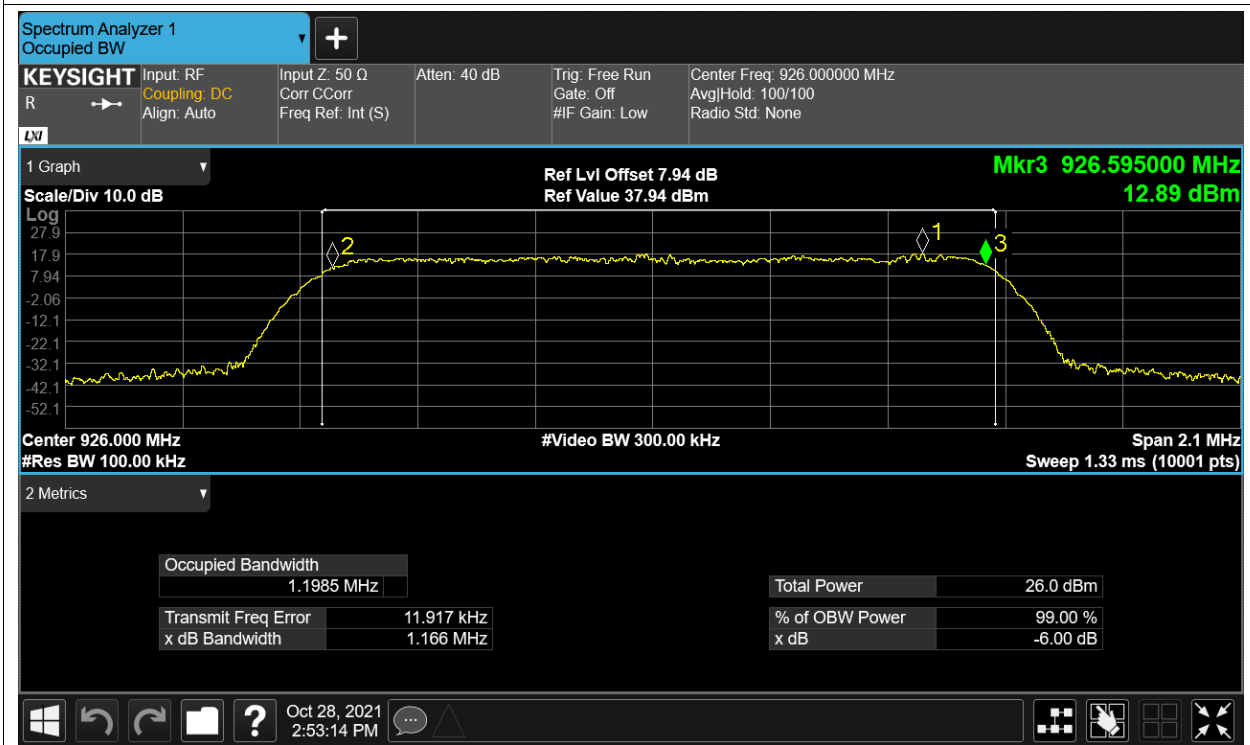 Spectrum Analyzer 1
Occupied BW
+
KEYSIGHT Input: RF Input Z: 50 Ω Atten: 40 dB Trig: Free Run Center Freq: 926.000000 MHz
R Coupling: DC Corr CCorr Gate: Off Avg|Hold: 100/100
Align: Auto Freq Ref: Int (S) #IF Gain: Low Radio Std: None
LXI
1 Graph Ref Lvl Offset 7.94 dB Mkr3 926.595000 MHz
Scale/Div 10.0 dB Ref Value 37.94 dBm 12.89 dBm
Log
27.9 1
17.9 2 3
7.94
-2.06
-12.1
-22.1
-32.1
-42.1
-52.1
Center 926.000 MHz #Video BW 300.00 kHz Span 2.1 MHz
#Res BW 100.00 kHz Sweep 1.33 ms (10001 pts)
2 Metrics
Occupied Bandwidth
1.1985 MHz Total Power 26.0 dBm
Transmit Freq Error 11.917 kHz % of OBW Power 99.00 %
x dB Bandwidth 1.166 MHz x dB -6.00 dB
? Oct 28, 2021
2:53:14 PM